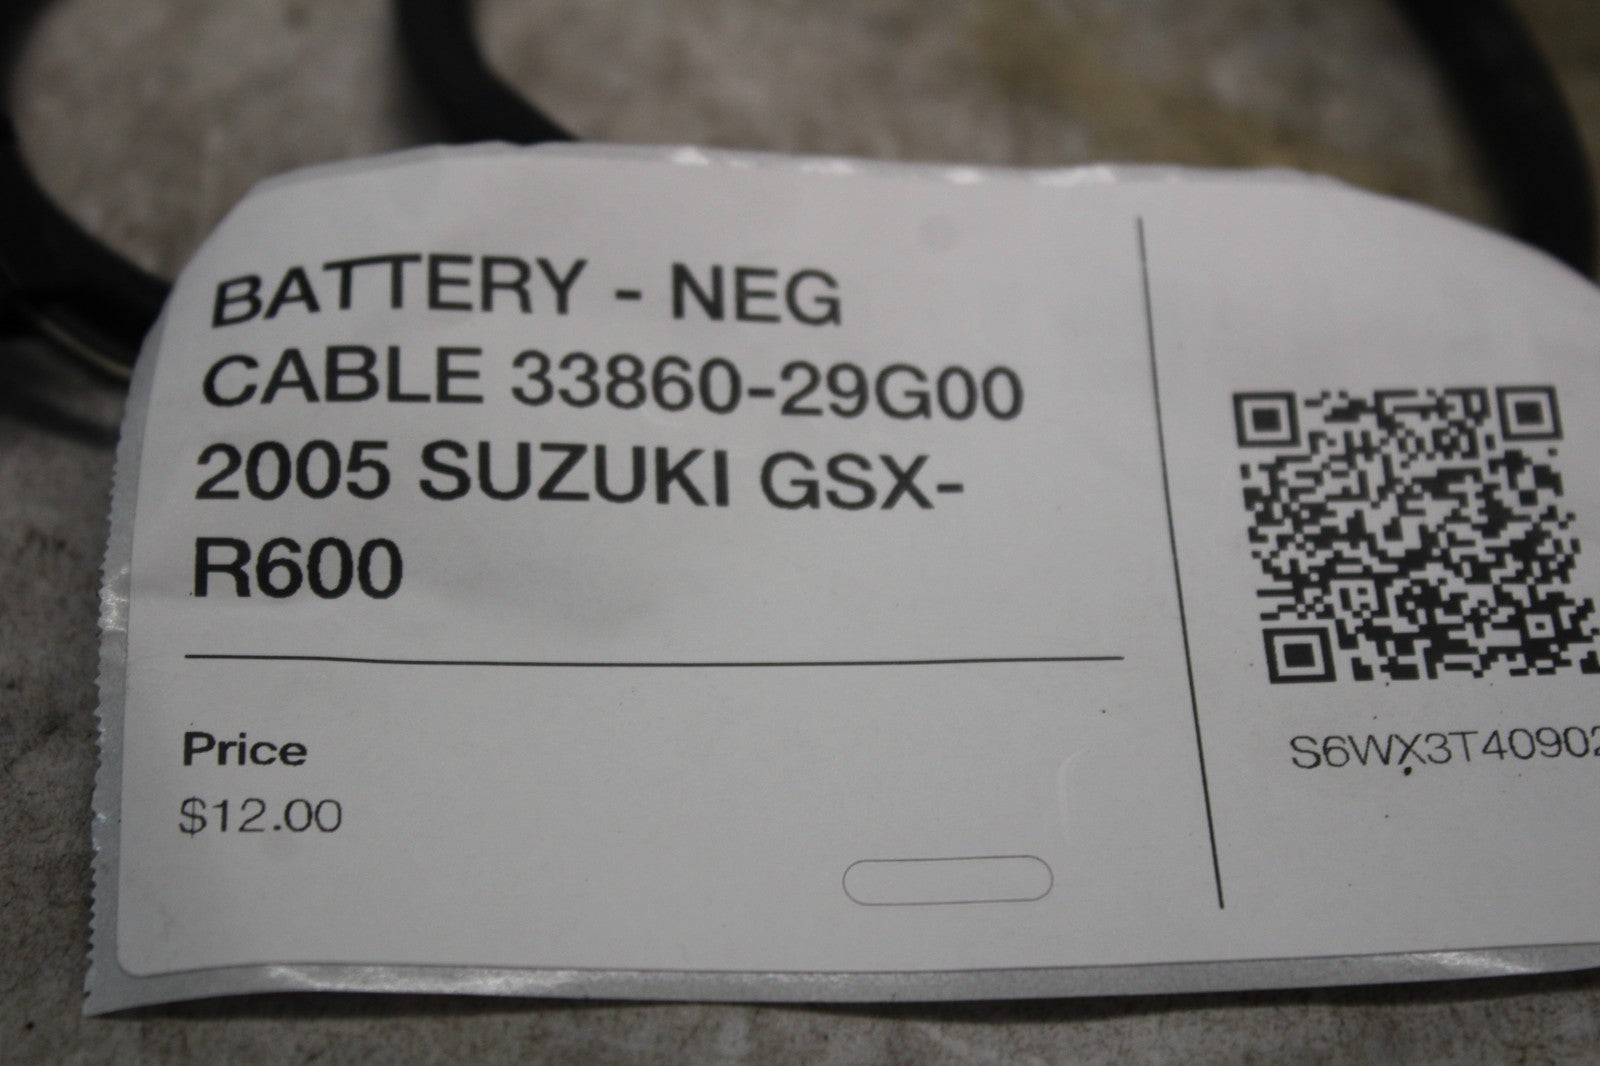 BATTERY - NEG
CABLE 33860-29G00
2005 SUZUKI GSX-
R600
Price
$12.00
S6WX3T40902